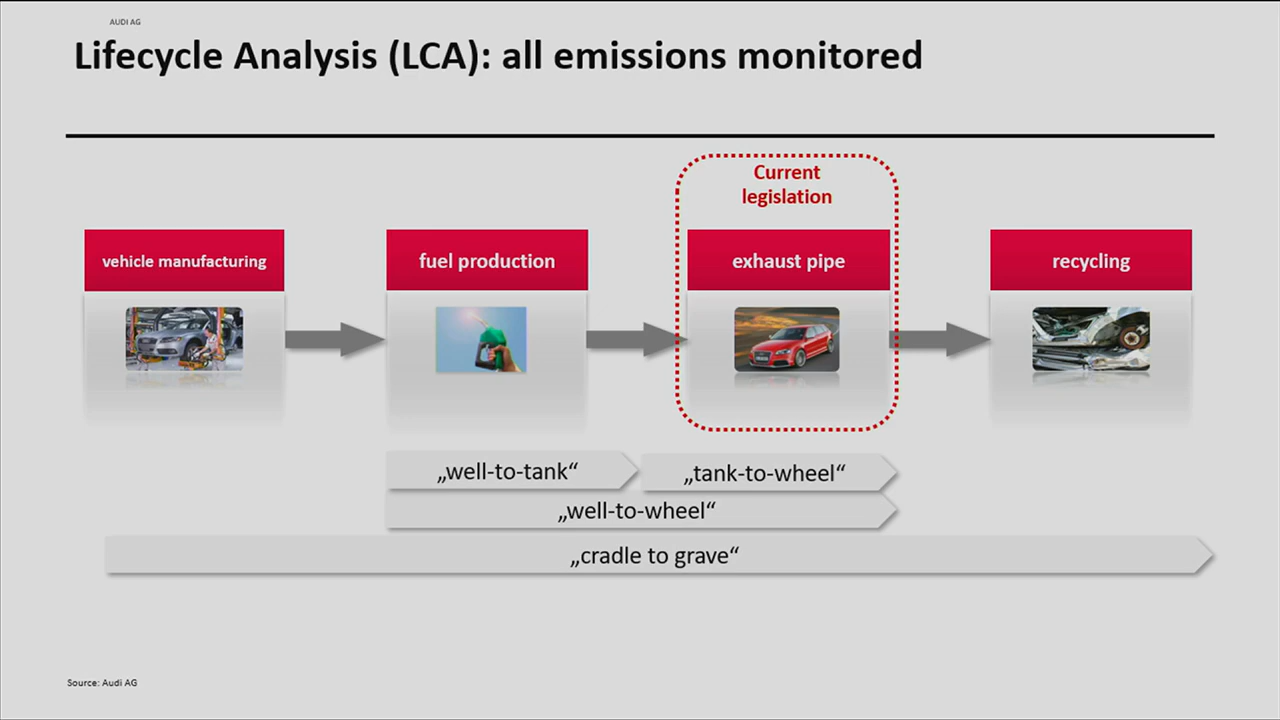 AUDI AG
Lifecycle Analysis (LCA): all emissions monitored
Current
legislation
vehicle manufacturing
fuel production
exhaust pipe
recycling
„well-to-tank“
„tank-to-wheel“
„well-to-wheel“
„cradle to grave“
Source: Audi AG